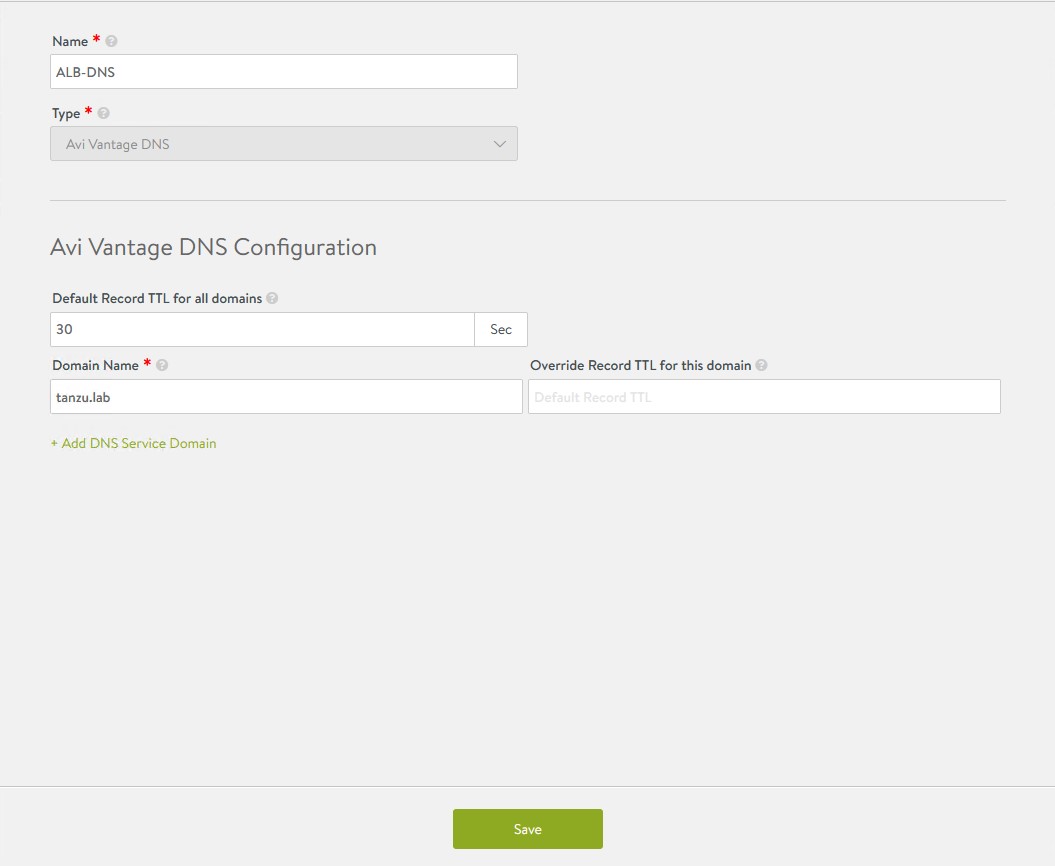 Name * ?
ALB-DNS
Type * ?
Avi Vantage DNS
Avi Vantage DNS Configuration
Default Record TTL for all domains ?
30 Sec
Domain Name * ? Override Record TTL for this domain ?
tanzu.lab Default Record TTL
+ Add DNS Service Domain
Save